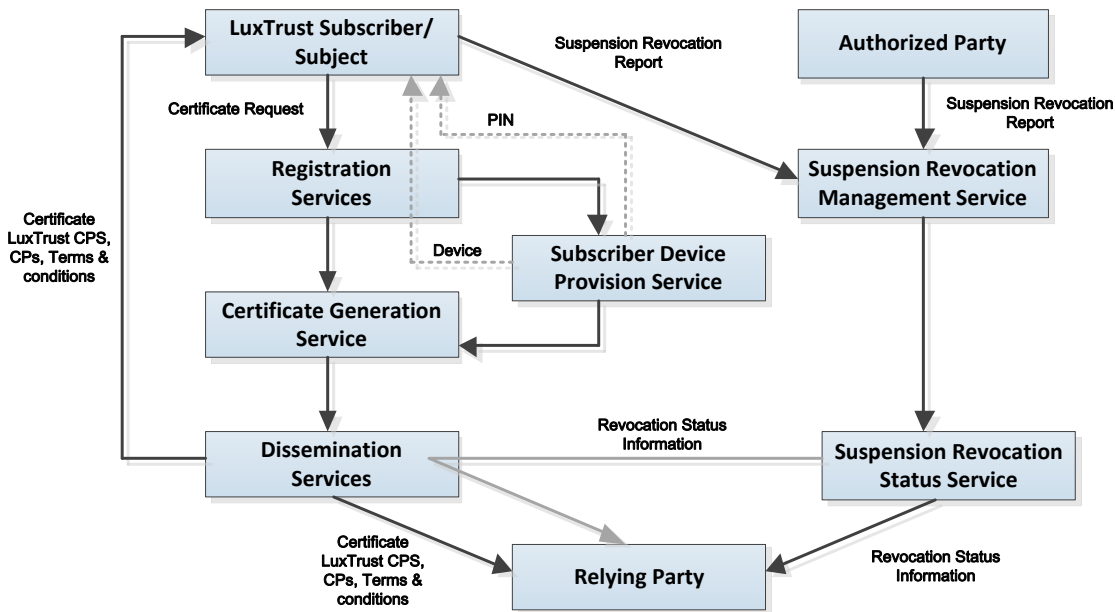 LuxTrust Subscriber/
Subject
Suspension Revocation
Report
Authorized Party
Certificate Request
PIN
Suspension Revocation
Report
Registration
Services
Suspension Revocation
Management Service
Certificate
LuxTrust CPS,
CPs, Terms &
conditions
Device
Subscriber Device
Provision Service
Certificate Generation
Service
Dissemination
Services
Revocation Status
Information
Suspension Revocation
Status Service
Certificate
LuxTrust CPS,
CPs, Terms &
conditions
Relying Party
Revocation Status
Information